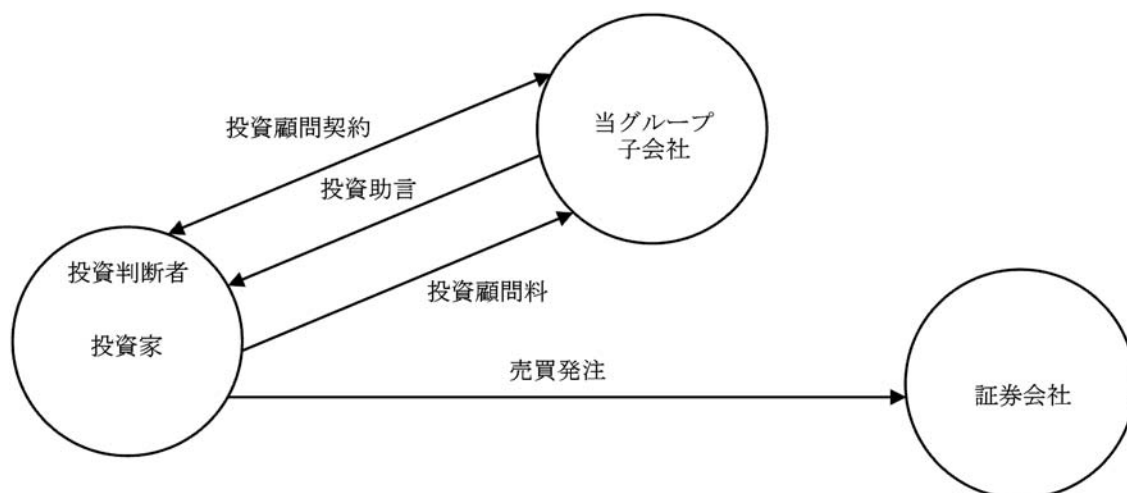 当グループ
子会社
投資顧問契約
投資助言
投資判断者
投資家
投資顧問料
売買発注
証券会社